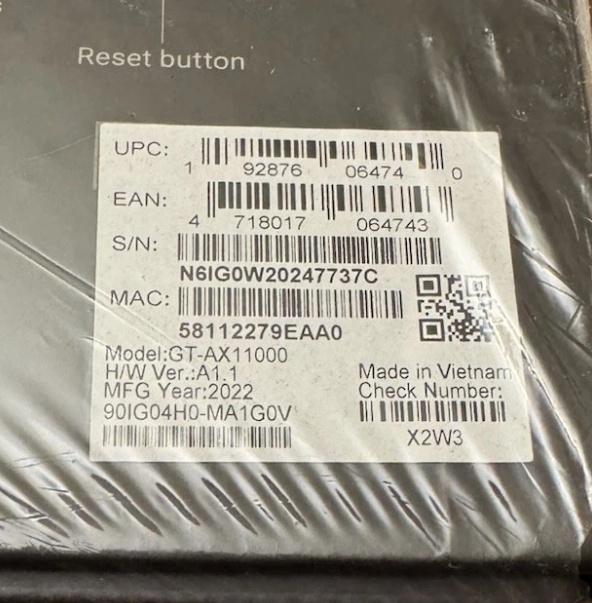 Reset button
UPC: 1 92876 06474 0
EAN: 4 718017 064743
S/N:
N6IG0W20247737C
MAC:
58112279EAA0
Model:GT-AX11000
H/W Ver.:A1.1
Made in Vietnam
MFG Year:2022
Check Number:
90IG04H0-MA1G0V
X2W3